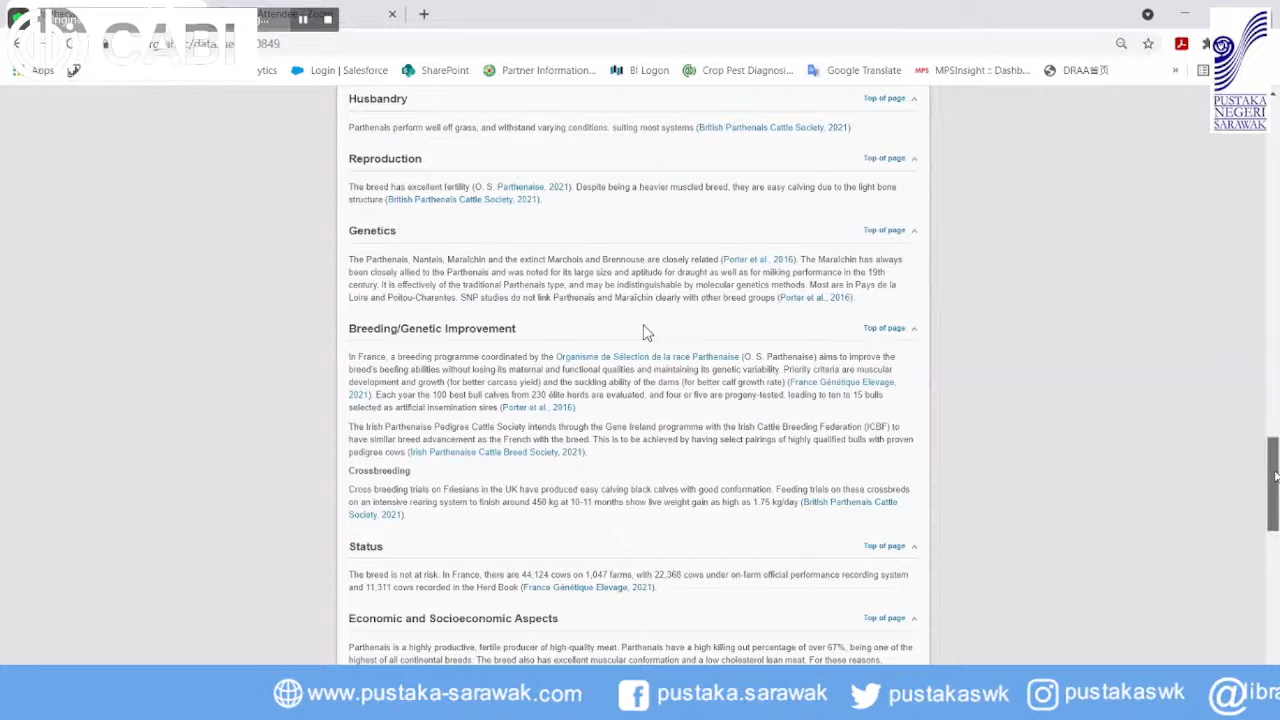 Attendee - Zoom
CABI
0849
Apps
Login | Salesforce
SharePoint
Partner Information...
BI Logon
Crop Pest Diagnosi...
Google Translate
MPSInsight :: Dashb...
»
PUSTAKA
NEGERI
SARAWAK
Husbandry
Top of page
Parthenais perform well off grass, and withstand varying conditions, suiting most systems (British Parthenais Cattle Society, 2021).
Reproduction
Top of page
The breed has excellent fertility (O. S. Parthenaise, 2021). Despite being a heavier muscled breed, they are easy calving due to the light bone
structure (British Parthenais Cattle Society, 2021).
Genetics
Top of page
The Parthenais, Nantais, Maraîchin and the extinct Marchois and Brennouse are closely related (Porter et al., 2016). The Maraîchin has always
been closely allied to the Parthenais and was noted for its large size and aptitude for draught as well as for milking performance in the 19th
century. It is effectively of the traditional Parthenais type, and may be indistinguishable by molecular genetics methods. Most are in Pays de la
Loire and Poitou-Charentes. SNP studies do not link Parthenais and Maraîchin clearly with other breed groups (Porter et al., 2016).
Breeding/Genetic Improvement
Top of page
In France, a breeding programme coordinated by the Organisme de Sélection de la race Parthenaise (O. S. Parthenaise) aims to improve the
breed's beefing abilities without losing its maternal and functional qualities and maintaining its genetic variability. Priority criteria are muscular
development and growth (for better carcass yield) and the suckling ability of the dams (for better calf growth rate) (France Génétique Elevage,
2021). Each year the 100 best bull calves from 230 élite herds are evaluated, and four or five are progeny-tested, leading to ten to 15 bulls
selected as artificial insemination sires (Porter et al., 2016)
The Irish Parthenaise Pedigree Cattle Society intends through the Gene Ireland programme with the Irish Cattle Breeding Federation (ICBF) to
have similar breed advancement as the French with the breed. This is to be achieved by having select pairings of highly qualified bulls with proven
pedigree cows (Irish Parthenaise Cattle Breed Society, 2021).
Crossbreeding
Cross breeding trials on Friesians in the UK have produced easy calving black calves with good conformation. Feeding trials on these crossbreds
on an intensive rearing system to finish around 450 kg at 10-11 months show live weight gain as high as 1.75 kg/day (British Parthenais Cattle
Society, 2021).
Status
Top of page
The breed is not at risk. In France, there are 44,124 cows on 1,047 farms, with 22,368 cows under on-farm official performance recording system
and 11,311 cows recorded in the Herd Book (France Génétique Elevage, 2021).
Economic and Socioeconomic Aspects
Top of page
Parthenais is a highly productive, fertile producer of high-quality meat. Parthenais have a high killing out percentage of over 67%, being one of the
highest of all continental breeds. The breed also has excellent muscular conformation and a low cholesterol lean meat. For these reasons,
www.pustaka-sarawak.com
pustaka.sarawak
pustakaswk
pustakaswk